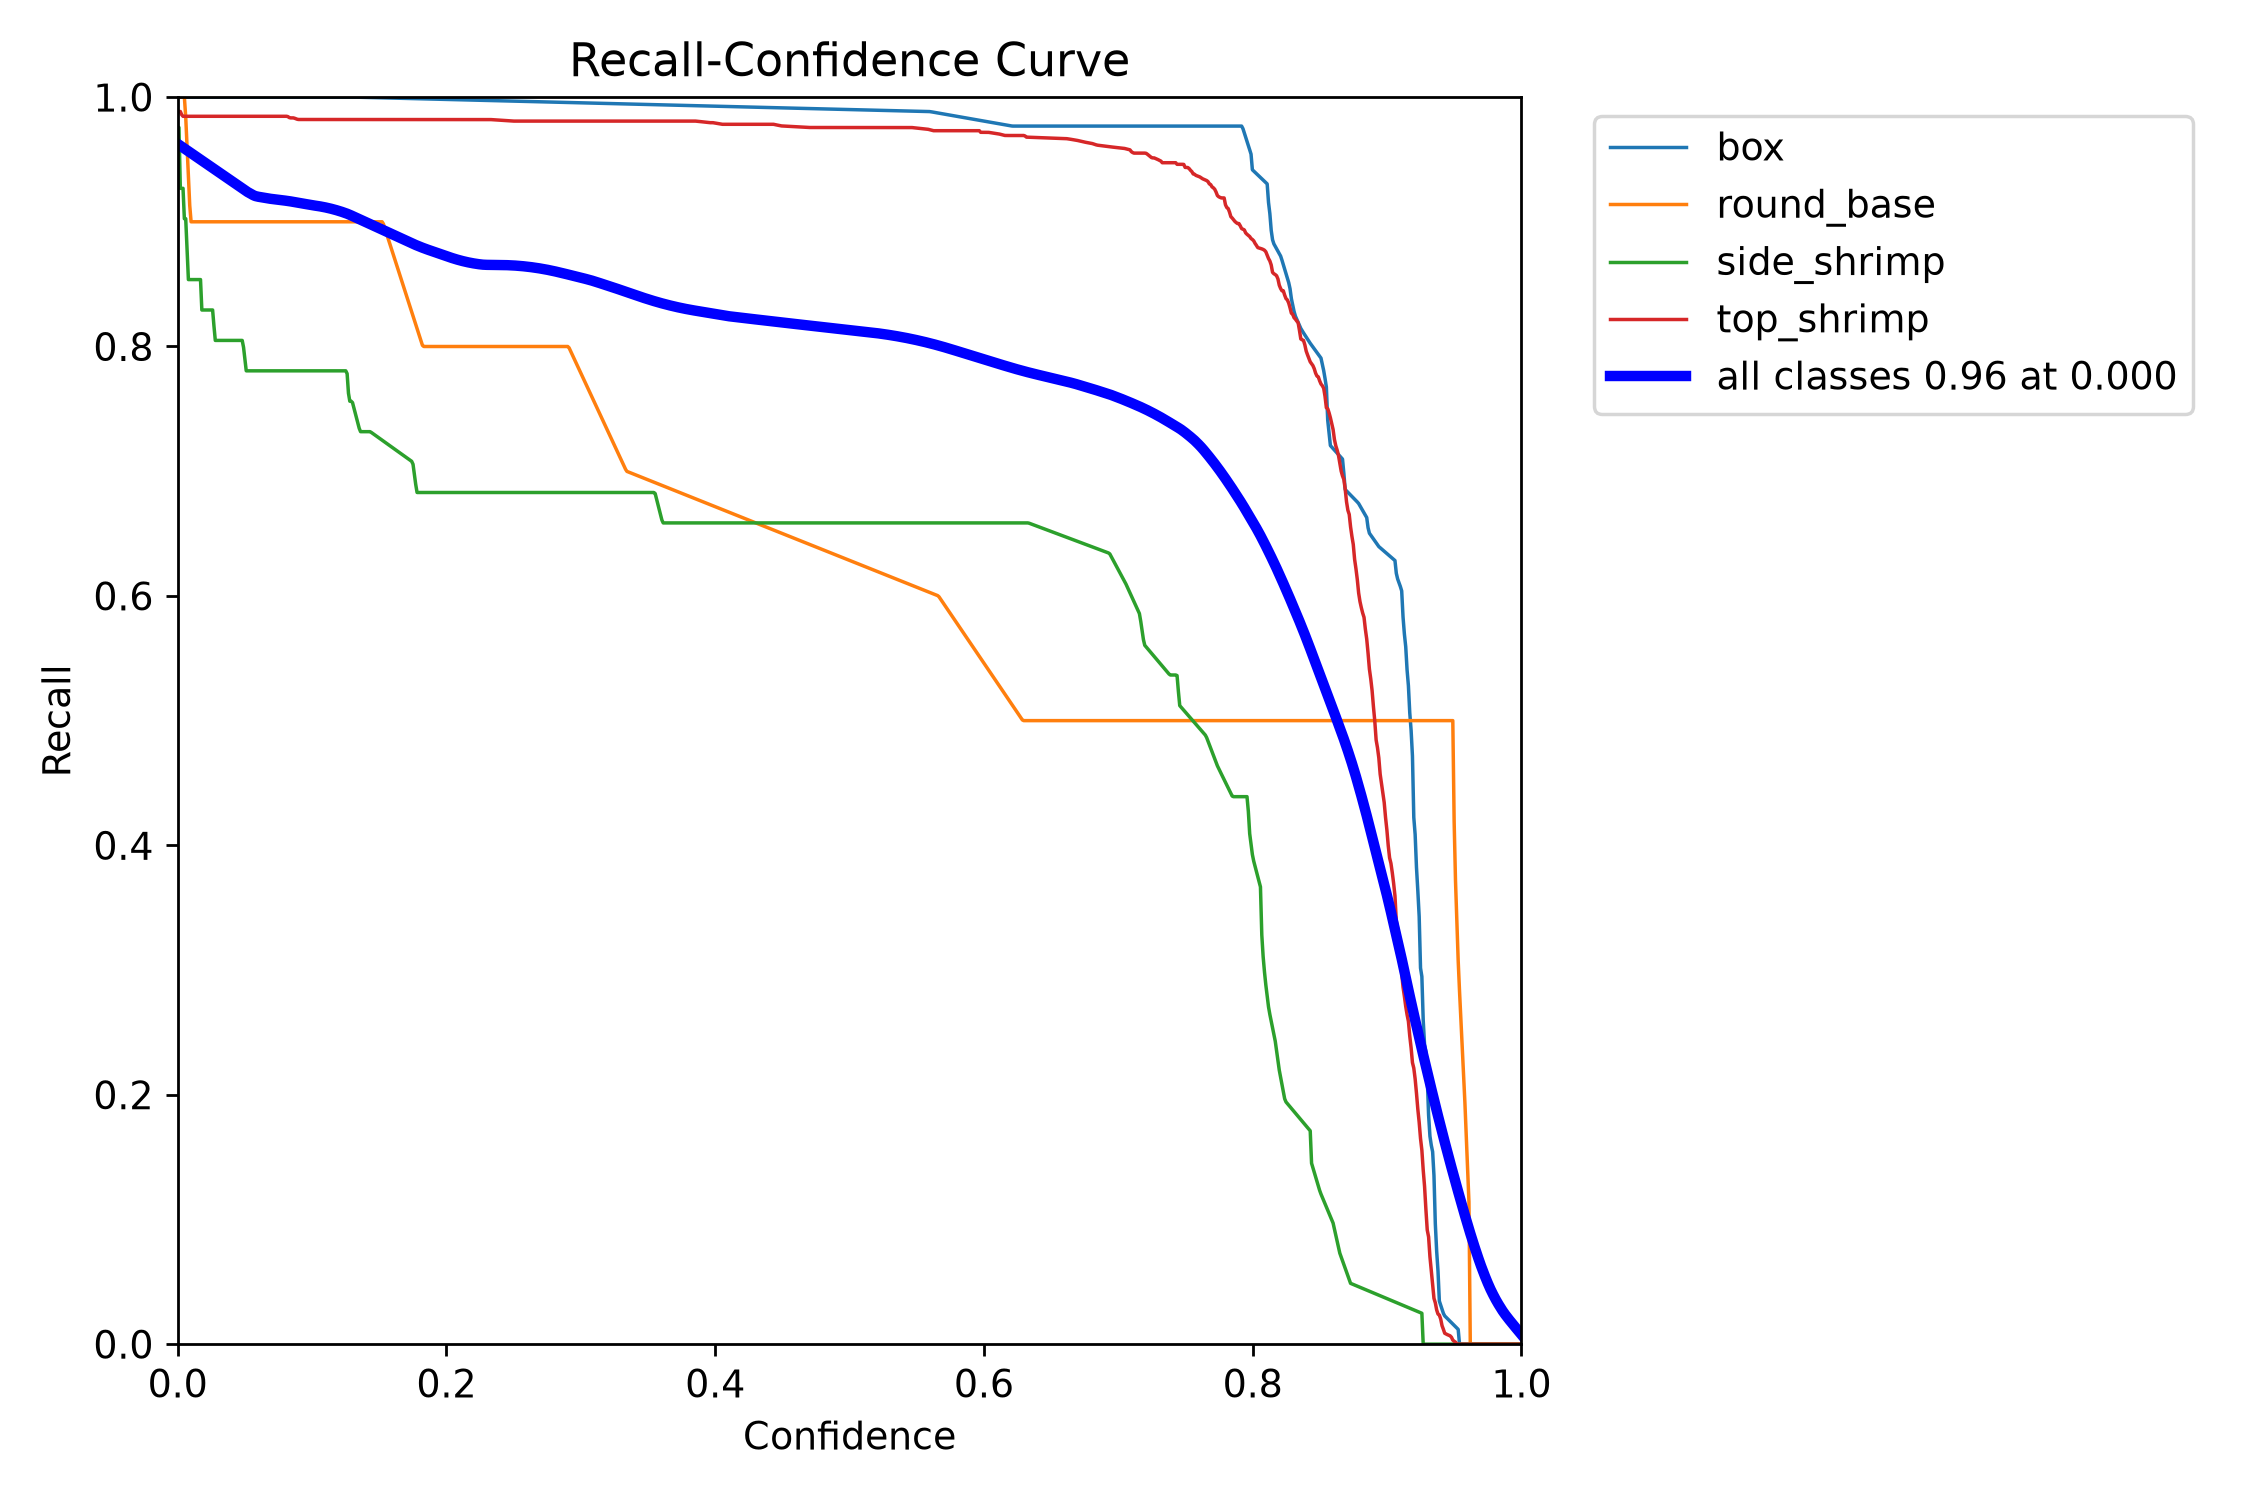 Recall-Confidence Curve
1.0
0.8
0.6
0.4
0.2
0.0
Recall
0.0 0.2 0.4 0.6 0.8 1.0
Confidence
box
round_base
side_shrimp
top_shrimp
all classes 0.96 at 0.000